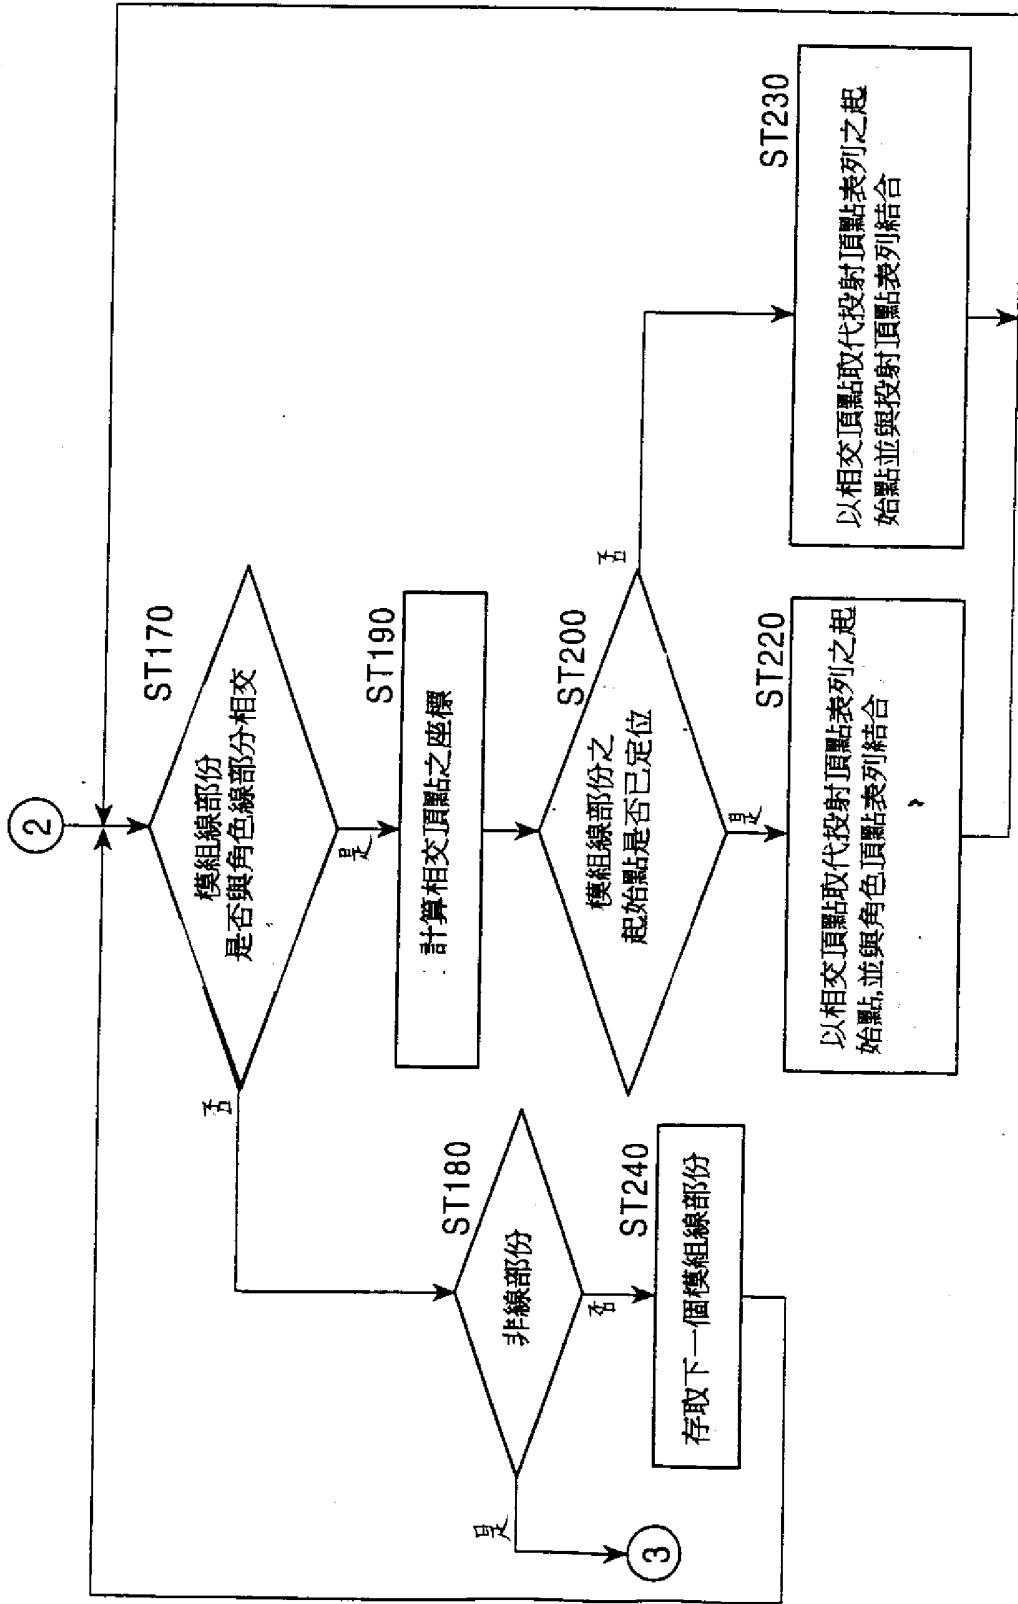 2
ST170
模組線部份
是否與角色線部分相交
否
是
ST190
計算相交頂點之座標
ST180
非線部份
是
否
ST200
模組線部份之
起始點是否已定位
否
是
ST240
存取下一個模組線部份
3
ST220
以相交頂點取代投射頂點表列之起
始點,並與角色頂點表列結合
ST230
以相交頂點取代投射頂點表列之起
始點並與投射頂點表列結合